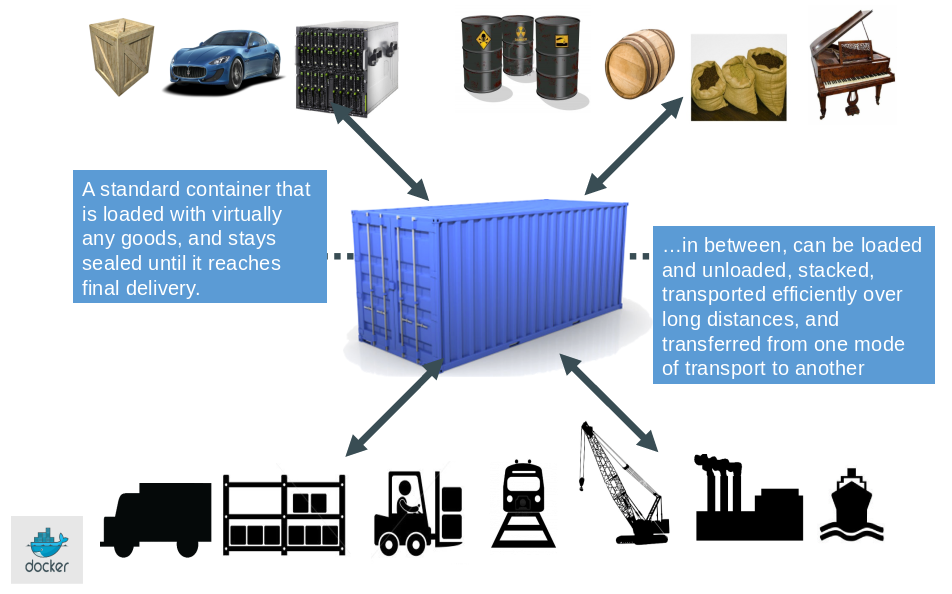 A standard container that
is loaded with virtually
any goods, and stays
sealed until it reaches
final delivery.
…in between, can be loaded
and unloaded, stacked,
transported efficiently over
long distances, and
transferred from one mode
of transport to another
docker